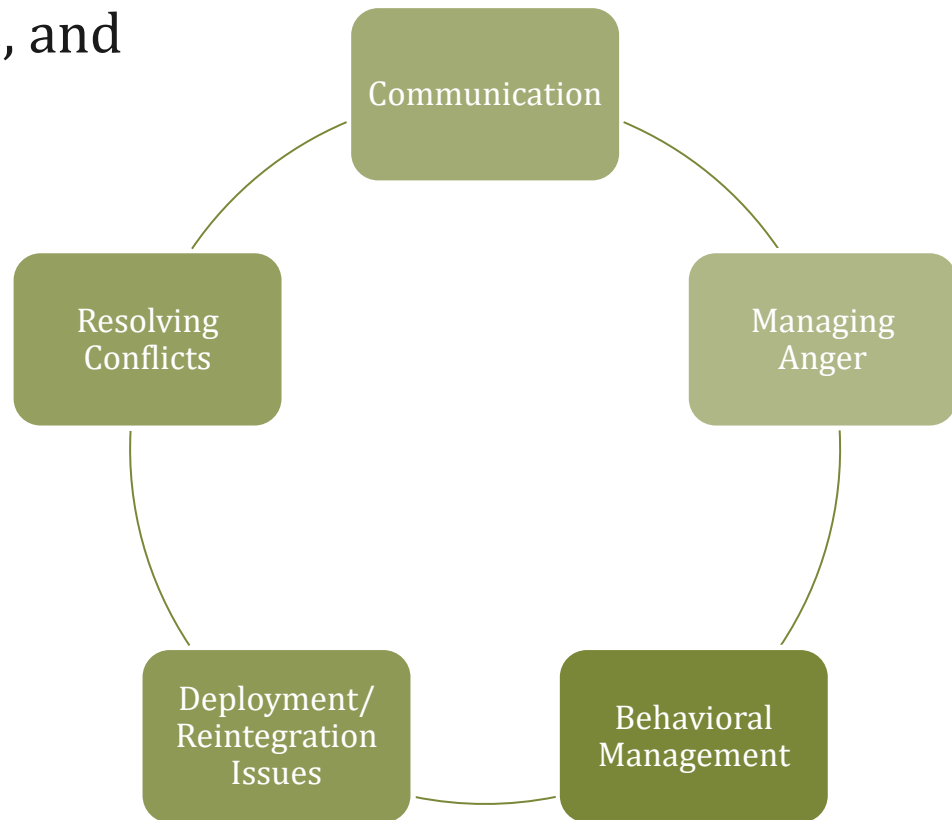 , and
Communication
Managing
Anger
Behavioral
Management
Deployment/
Reintegration
Issues
Resolving
Conflicts